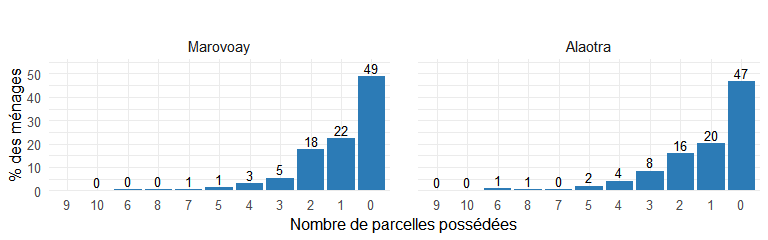 Marovoay Alaotra
% des ménages
50
40
30
20
10
0
0 0 0 1 1 3 5 18 22 49
0 0 1 1 0 2 4 8 16 20 47
9 10 6 8 7 5 4 3 2 1 0
9 10 6 8 7 5 4 3 2 1 0
Nombre de parcelles possédées